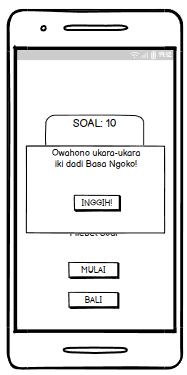 SOAL: 10
Owahono ukara-ukara
iki dadi Basa Ngoko!
INGGIH!
MULAI
BALI